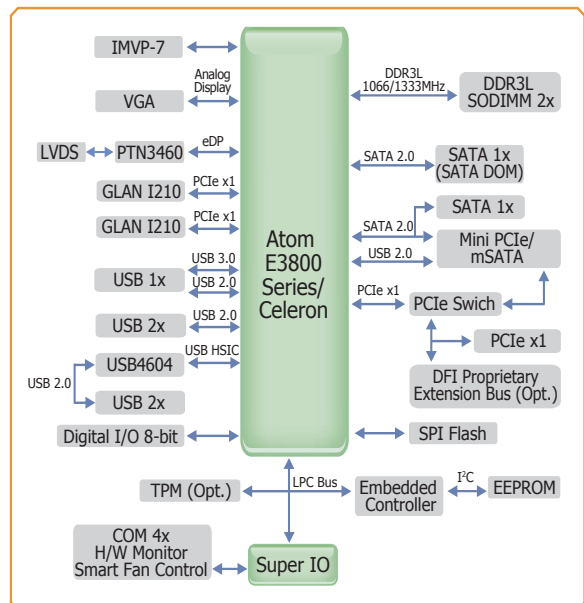 IMVP-7
Analog
Display
VGA
LVDS
PTN3460
eDP
GLAN I210
PCIe x1
GLAN I210
PCIe x1
USB 3.0
USB 1x
USB 2.0
USB 2x
USB 2.0
USB4604
USB HSIC
USB 2.0
USB 2x
Digital I/O 8-bit
Atom
E3800
Series/
Celeron
DDR3L
1066/1333MHz
DDR3L
SODIMM 2x
SATA 2.0
SATA 1x
(SATA DOM)
SATA 1x
SATA 2.0
USB 2.0
Mini PCIe/
mSATA
PCIe x1
PCIe Swich
PCIe x1
DFI Proprietary
Extension Bus (Opt.)
SPI Flash
TPM (Opt.)
LPC Bus
Embedded
Controller
I²C
EEPROM
COM 4x
H/W Monitor
Smart Fan Control
Super IO